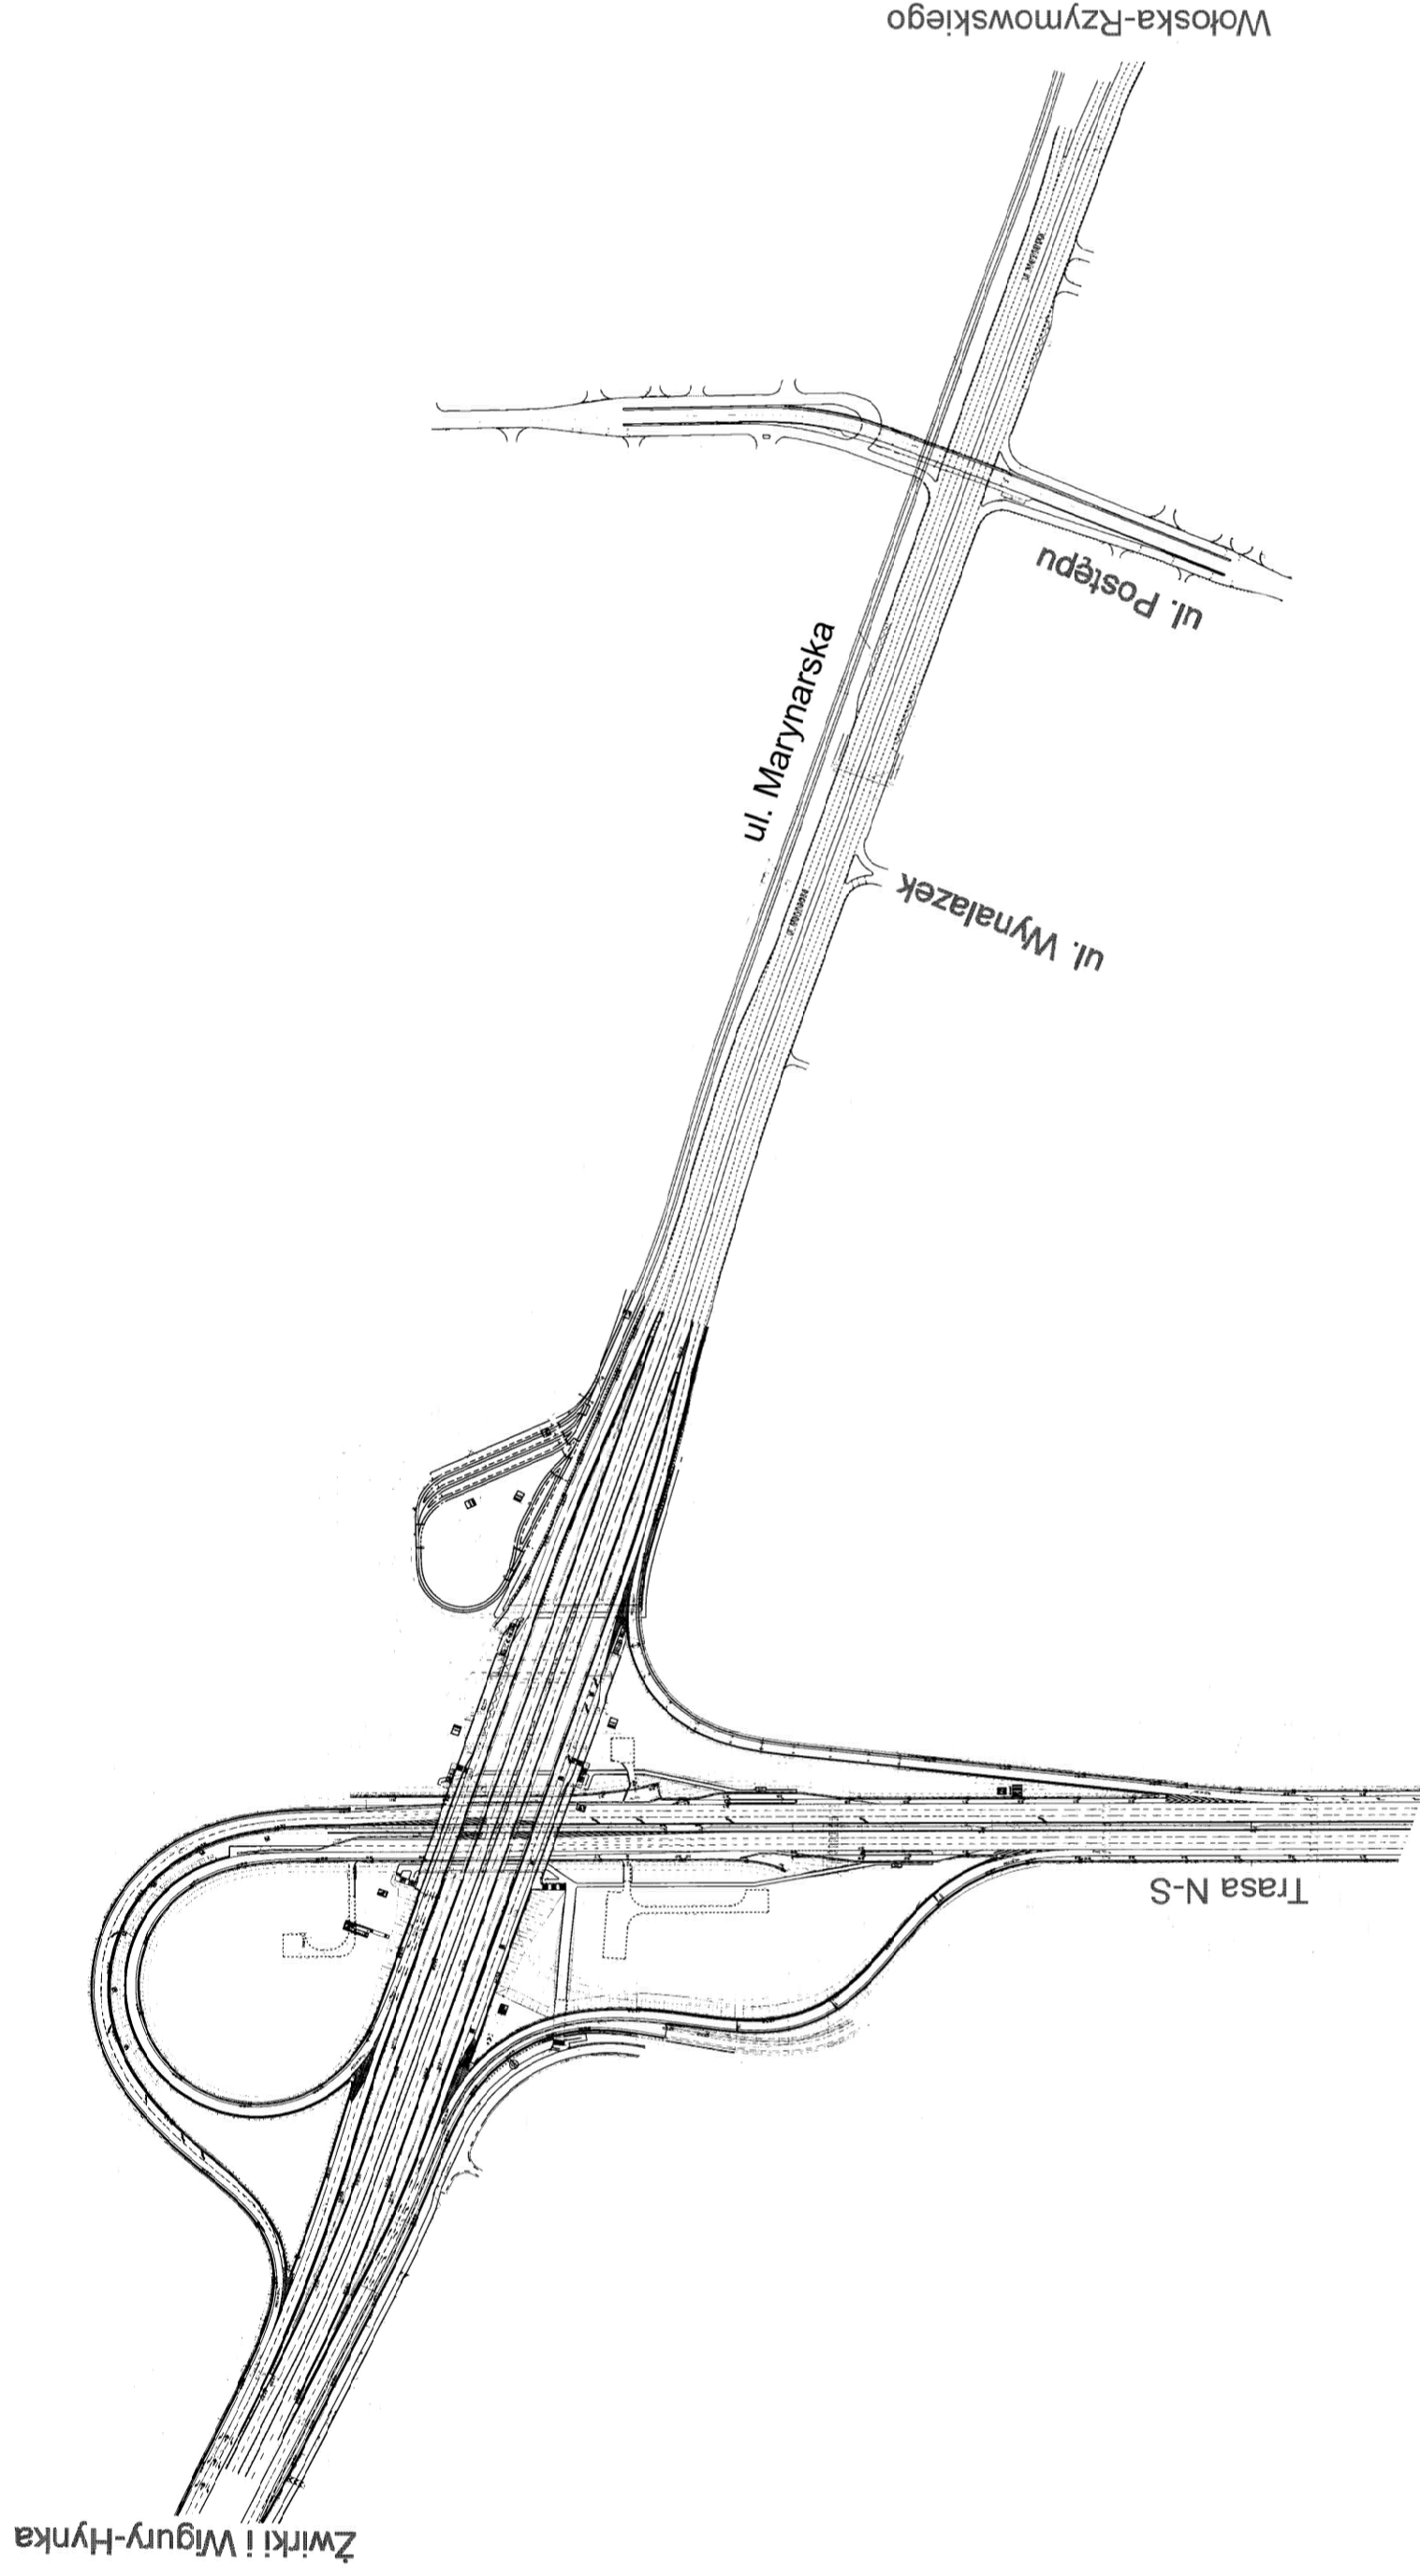 Wołoska-Rzymowskiego
ul. Postępu
ul. Marynarska
ul. Wynalazek
Trasa N-S
Żwirki i Wigury-Hynka